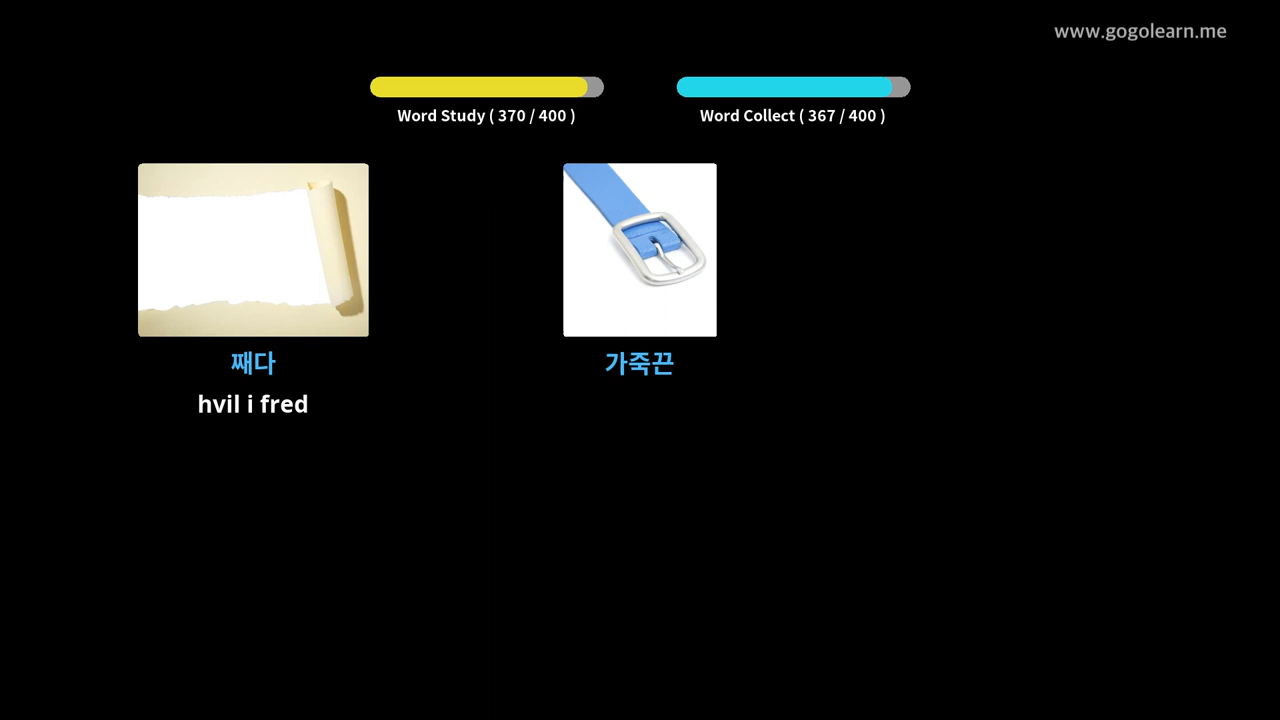 www.gogolearn.me
Word Study ( 370 / 400 )
Word Collect ( 367 / 400 )
째다
hvil i fred
가죽끈